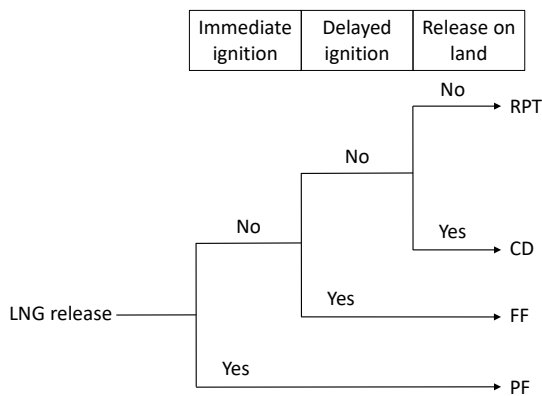 Immediate ignition
Delayed ignition
Release on land
No
RPT
No
Yes
CD
No
Yes
FF
LNG release
Yes
PF